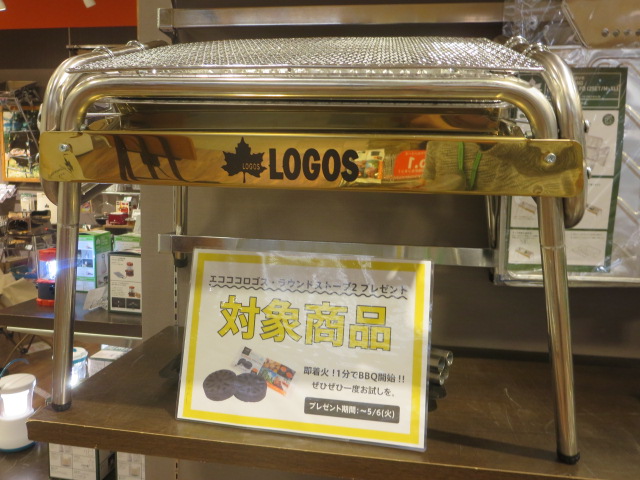 LOGOS
LOGOS
エコココロゴス・ラウンドストーブ2 プレゼント
対象商品
即着火！1分でBBQ開始！！
ぜひぜひ一度お試しを。
プレゼント期間：～5/6(火)